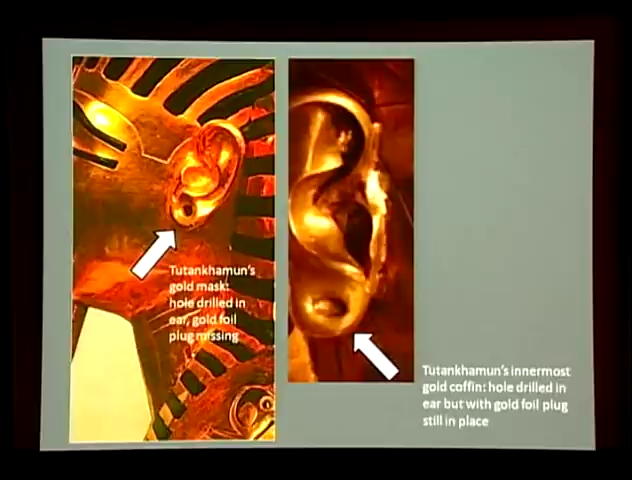 Tutankhamun's
gold mask:
hole drilled in
ear, gold foil
plug missing
Tutankhamun's innermost
gold coffin: hole drilled in
ear but with gold foil plug
still in place